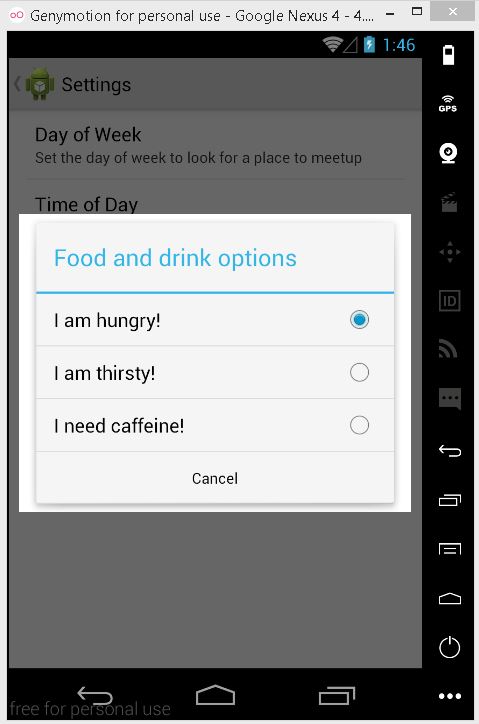 Genymotion for personal use - Google Nexus 4 - 4....
1:46
Settings
GPS
Day of Week
Set the day of week to look for a place to meetup
Time of Day
Food and drink options
I am hungry!
I am thirsty!
I need caffeine!
Cancel
ID
free for personal use